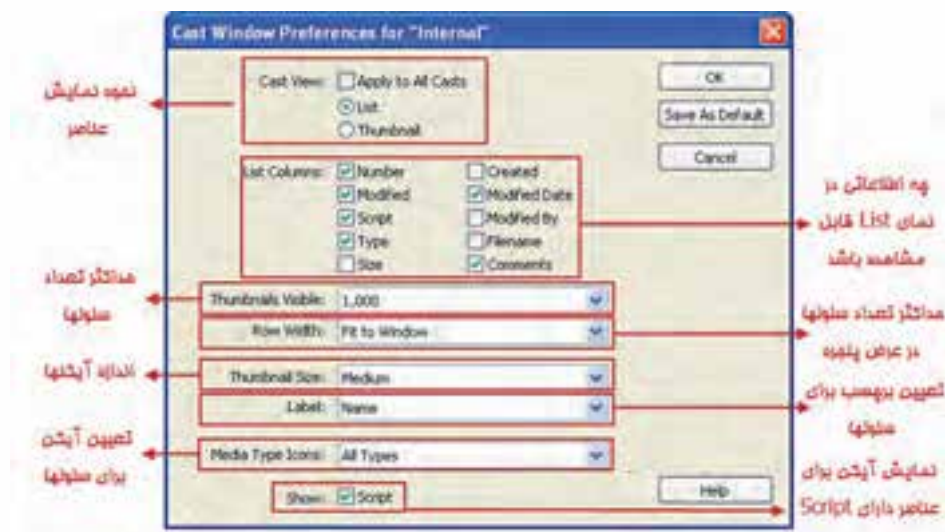 Cast Window Preferences for "Internal"
Cast View: Apply to All Casts
List
Thumbnail
OK
Save As Default
Cancel
نحوه نمایش
عناصر
List Columns: Number Created
Modified Modified Date
Script Modified By
Type Filename
Size Comments
چه اطلاعاتی در
نمای List قابل
مشاهده باشد
حداکثر تعداد
سلولها
Thumbnails Visible: 1,000
Row Width: Fit to Window
حداکثر تعداد سلولها
در عرض پنجره
اندازه آیکنها
Thumbnail Size: Medium
Label: Name
تعیین برچسب برای
سلولها
تعیین آیکن
برای سلولها
Media Type Icons: All Types
Show: Script
Help
نمایش آیکن برای
عناصر دارای Script